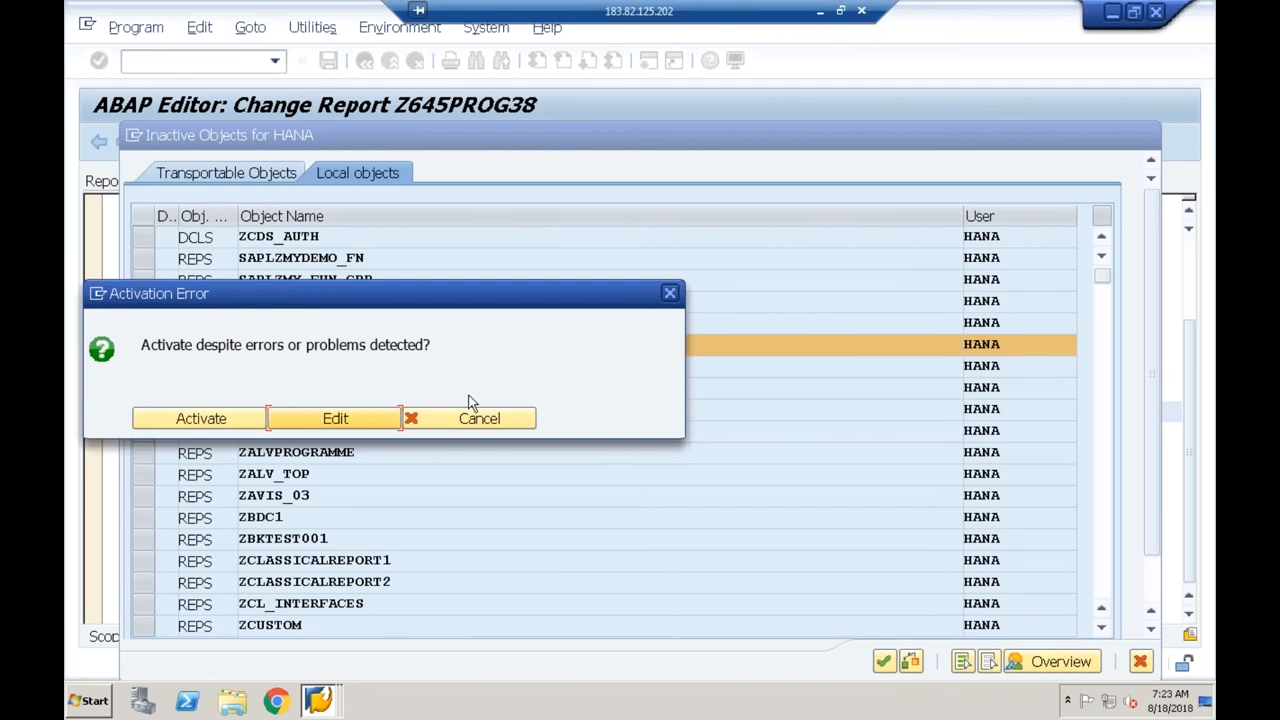 183.82.125.202
Program Edit Goto Utilities Environment System Help
ABAP Editor: Change Report Z645PROG38
Inactive Objects for HANA
Transportable Objects Local objects
Repo
D.. Obj. ... Object Name User
DCLS ZCDS_AUTH HANA
REPS SAPLZMYDEMO_FN HANA
REPS SAPLZMY_FUN_GRP HANA
Activation Error
HANA
HANA
Activate despite errors or problems detected?
HANA
HANA
HANA
HANA
Activate Edit Cancel
HANA
REPS ZALVPROGRAMME HANA
REPS ZALV_TOP HANA
REPS ZAVIS_03 HANA
REPS ZBDC1 HANA
REPS ZBKTEST001 HANA
REPS ZCLASSICALREPORT1 HANA
REPS ZCLASSICALREPORT2 HANA
REPS ZCL_INTERFACES HANA
REPS ZCUSTOM HANA
Scop
Overview
Start
7:23 AM
8/18/2018